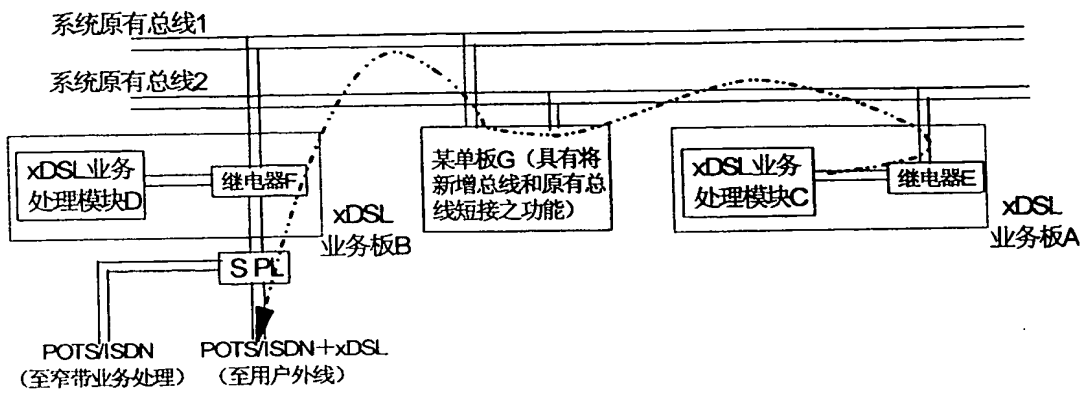 系统原有总线1
系统原有总线2
xDSL业务
处理模块D
继电器F
xDSL
业务板B
某单板G（具有将
新增总线和原有总
线短接之功能）
xDSL业务
处理模块C
继电器E
xDSL
业务板A
SPL
POTS/ISDN
（至窄带业务处理）
POTS/ISDN＋xDSL
（至用户外线）